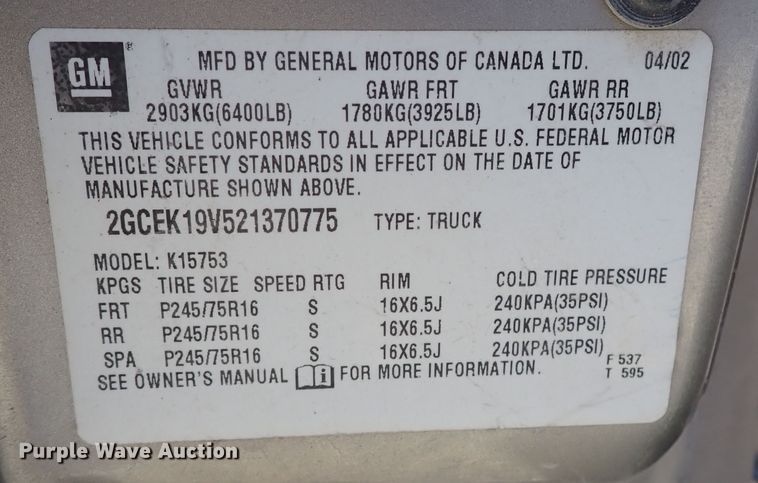 GM ® MFD BY GENERAL MOTORS OF CANADA LTD. 04/02
GVWR GAWR FRT GAWR RR
2903KG(6400LB) 1780KG(3925LB) 1701KG(3750LB)
THIS VEHICLE CONFORMS TO ALL APPLICABLE U.S. FEDERAL MOTOR
VEHICLE SAFETY STANDARDS IN EFFECT ON THE DATE OF
MANUFACTURE SHOWN ABOVE.
2GCEK19V521370775 TYPE: TRUCK
MODEL: K15753
KPGS TIRE SIZE SPEED RTG RIM COLD TIRE PRESSURE
FRT P245/75R16 S 16X6.5J 240KPA(35PSI)
RR P245/75R16 S 16X6.5J 240KPA(35PSI)
SPA P245/75R16 S 16X6.5J 240KPA(35PSI)
SEE OWNER'S MANUAL i FOR MORE INFORMATION.
F 537
T 595
Purple Wave Auction